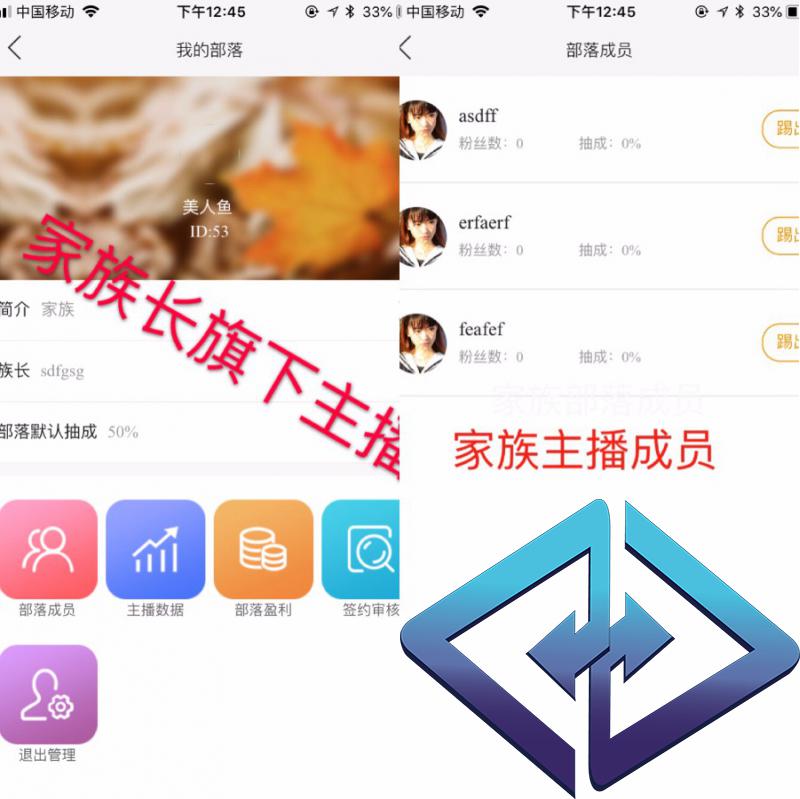 中国移动 下午12:45 33%
我的部落
美人鱼
ID:53
家族长旗下主播
简介 家族
族长 sdfgsg
部落默认抽成 50%
部落成员 主播数据 部落盈利 签约审核
退出管理
中国移动 下午12:45 33%
部落成员
asdff
粉丝数：0 抽成：0% 踢出
erfaerf
粉丝数：0 抽成：0% 踢出
feafef
粉丝数：0 抽成：0% 踢出
家族部落成员
家族主播成员